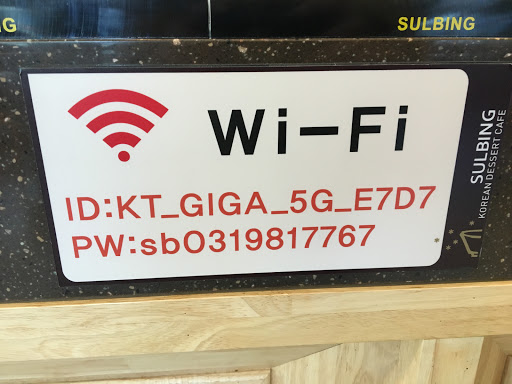 G
SULBING
Wi-Fi
ID:KT_GIGA_5G_E7D7
PW:sb0319817767
SULBING
KOREAN DESSERT CAFE